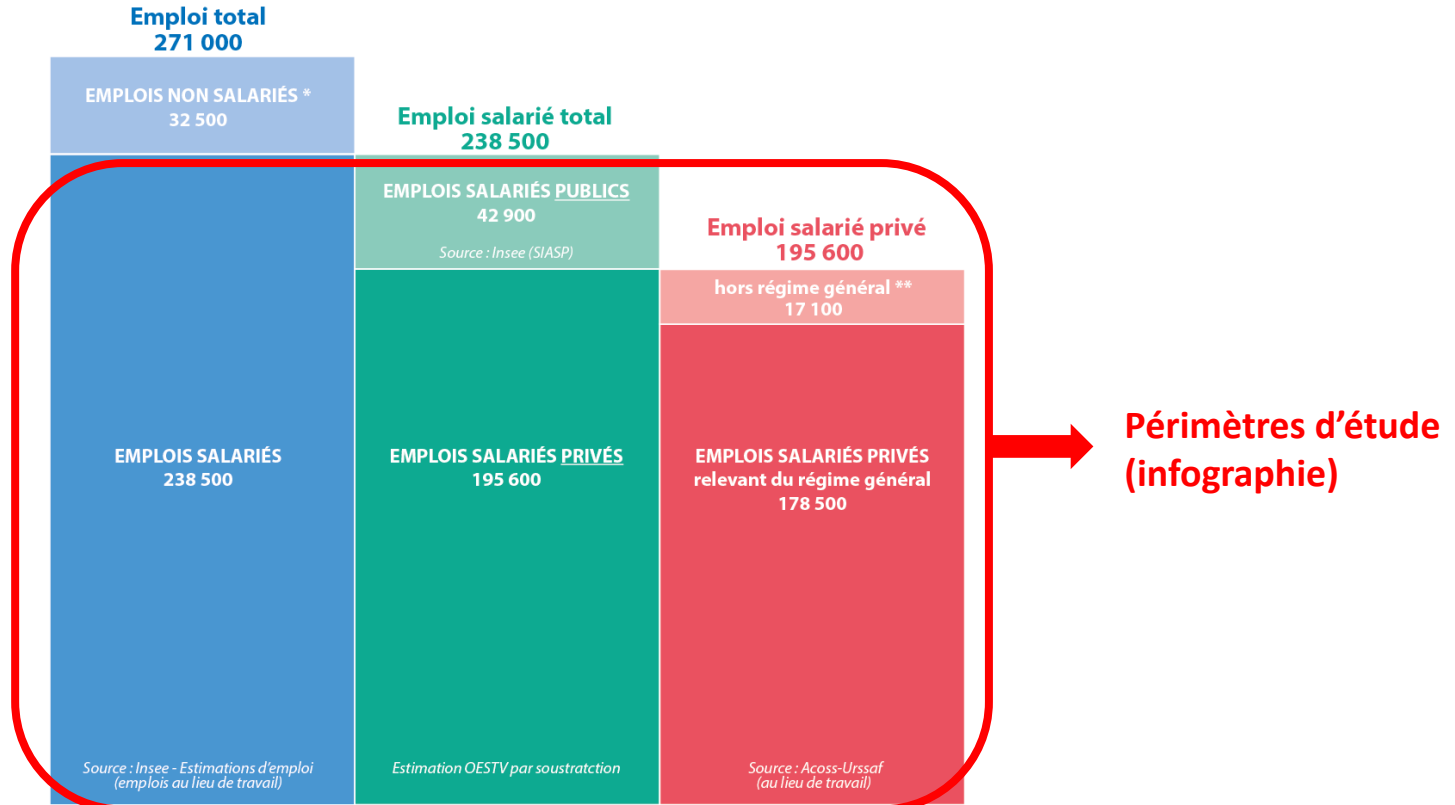 Emploi total
271 000
EMPLOIS NON SALARIÉS *
32 500
EMPLOIS SALARIÉS
238 500
Source : Insee - Estimations d'emploi
(emplois au lieu de travail)
Emploi salarié total
238 500
EMPLOIS SALARIÉS PUBLICS
42 900
Source : Insee (SIASP)
EMPLOIS SALARIÉS PRIVÉS
195 600
Estimation OESTV par soustratction
Emploi salarié privé
195 600
hors régime général **
17 100
EMPLOIS SALARIÉS PRIVÉS
relevant du régime général
178 500
Source : Acoss-Urssaf
(au lieu de travail)
Périmètres d'étude
(infographie)